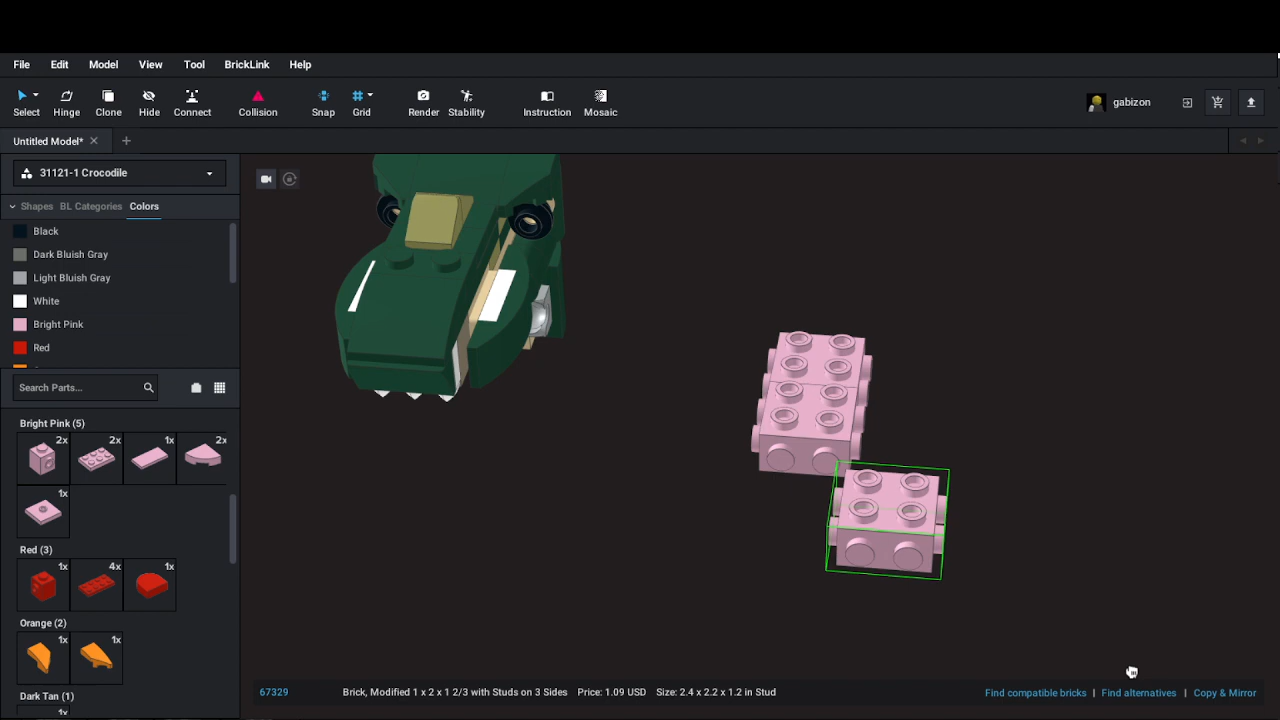 File Edit Model View Tool BrickLink Help
Select Hinge Clone Hide Connect Collision Snap Grid Render Stability Instruction Mosaic
gabizon
Untitled Model*
31121-1 Crocodile
Shapes BL Categories Colors
Black
Dark Bluish Gray
Light Bluish Gray
White
Bright Pink
Red
Search Parts...
Bright Pink (5)
2x 2x 1x 2x
1x
Red (3)
1x 4x 1x
Orange (2)
1x 1x
Dark Tan (1)
1x
67329 Brick, Modified 1 x 2 x 1 2/3 with Studs on 3 Sides Price: 1.09 USD Size: 2.4 x 2.2 x 1.2 in Stud Find compatible bricks | Find alternatives | Copy & Mirror